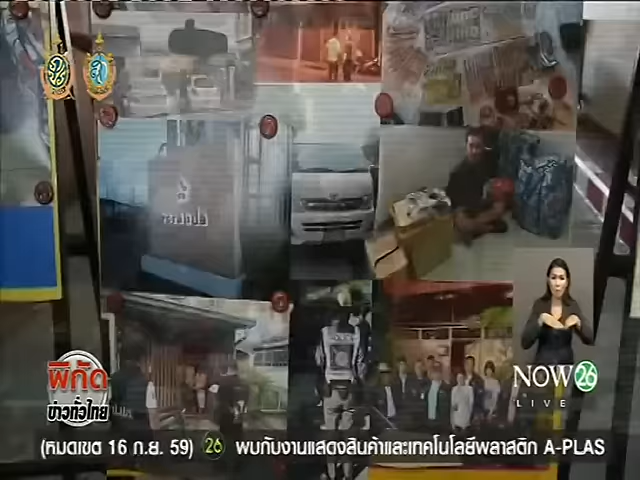 พิกัด
ข่าวทั่วไทย
NOW26
LIVE
(หมดเขต 16 ก.ย. 59) 26 พบกับงานแสดงสินค้าและเทคโนโลยีพลาสติก A-PLAS